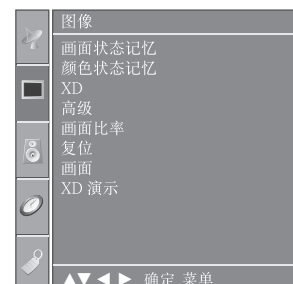 图像
画面状态记忆
颜色状态记忆
XD
高级
画面比率
复位
画面
XD 演示
▲▼◀▶ 确定 菜单